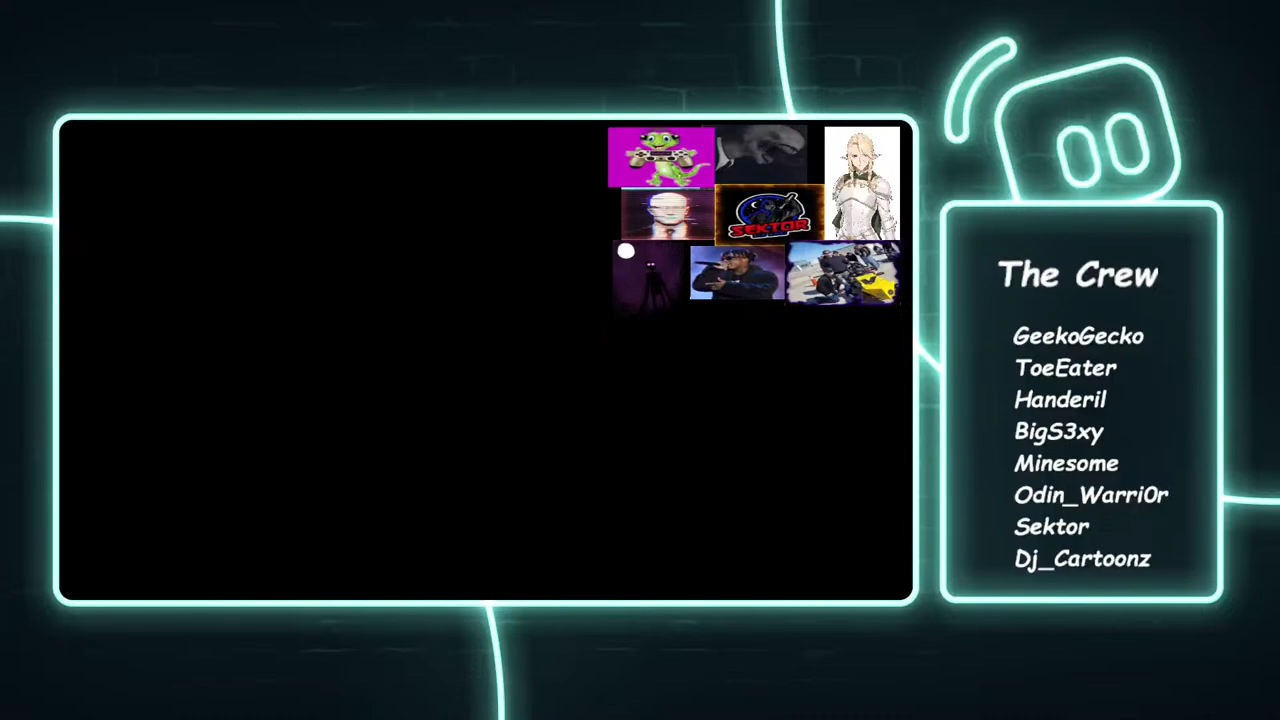 SEKTOR
The Crew
GeekoGecko
ToeEater
Handeril
BigS3xy
Minesome
Odin_Warri0r
Sektor
Dj_Cartoonz